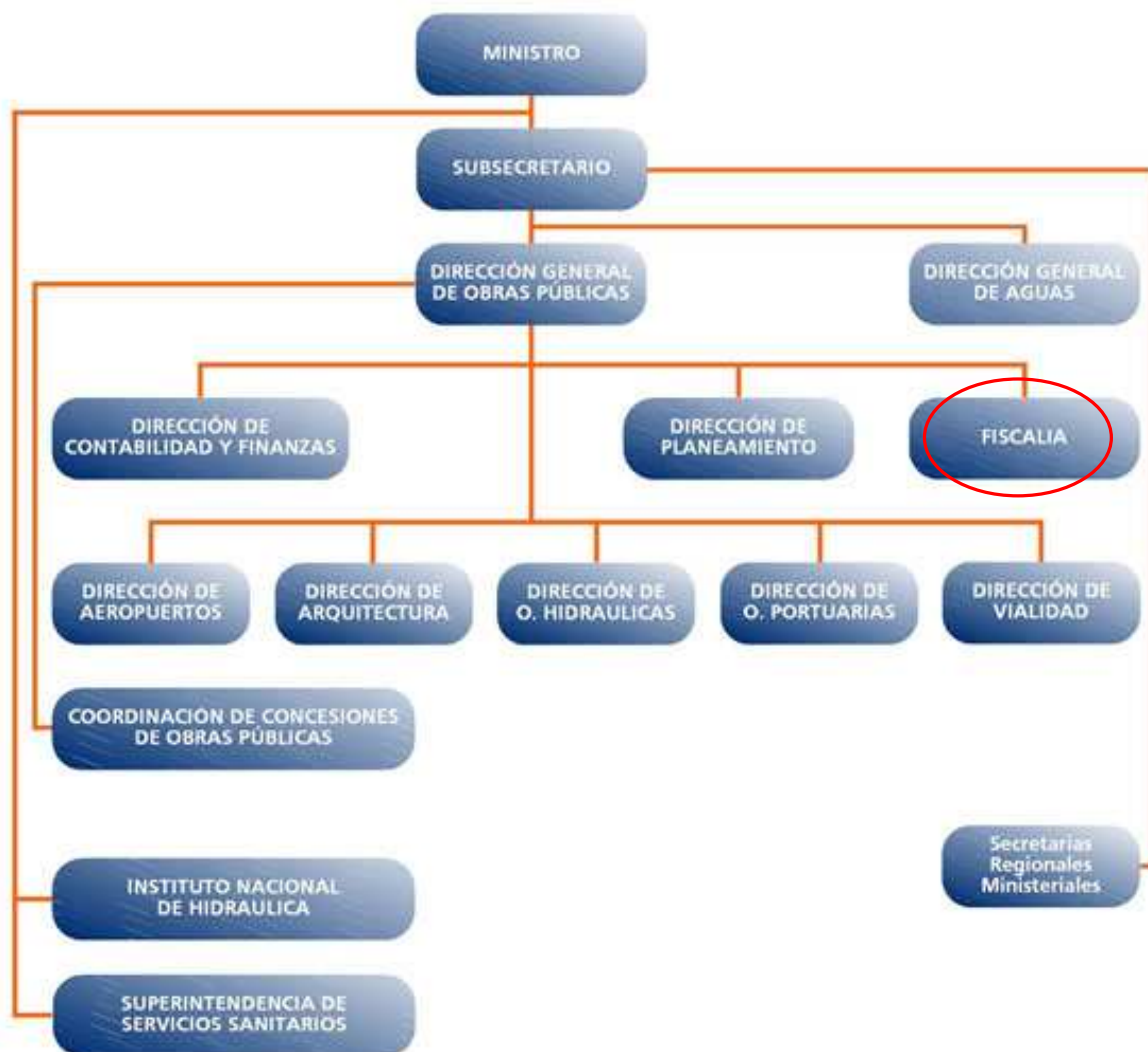 MINISTRO
SUBSECRETARIO
DIRECCIÓN GENERAL
DE OBRAS PÚBLICAS
DIRECCIÓN GENERAL
DE AGUAS
DIRECCIÓN DE
CONTABILIDAD Y FINANZAS
DIRECCIÓN DE
PLANEAMIENTO
FISCALIA
DIRECCIÓN DE
AEROPUERTOS
DIRECCIÓN DE
ARQUITECTURA
DIRECCIÓN DE
O. HIDRAULICAS
DIRECCIÓN DE
O. PORTUARIAS
DIRECCIÓN DE
VIALIDAD
COORDINACIÓN DE CONCESIONES
DE OBRAS PÚBLICAS
Secretarias
Regionales
Ministeriales
INSTITUTO NACIONAL
DE HIDRAULICA
SUPERINTENDENCIA DE
SERVICIOS SANITARIOS